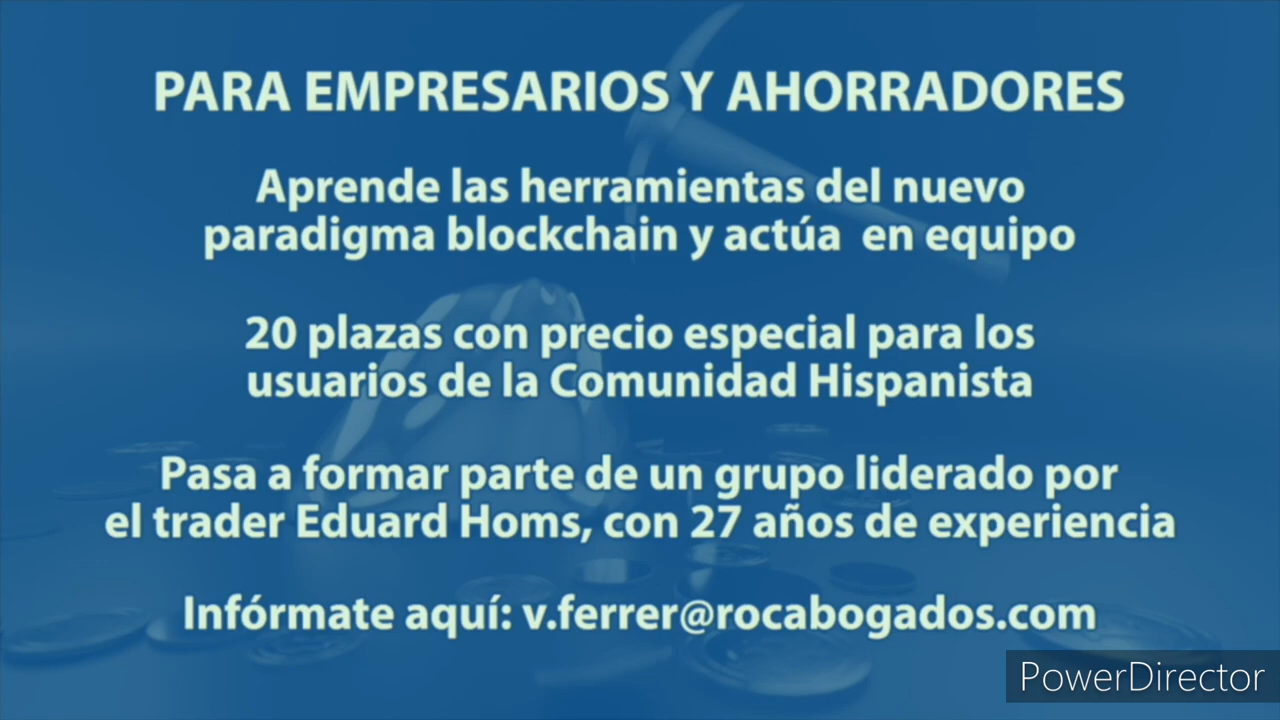 PARA EMPRESARIOS Y AHORRADORES
Aprende las herramientas del nuevo
paradigma blockchain y actúa  en equipo
20 plazas con precio especial para los
usuarios de la Comunidad Hispanista
Pasa a formar parte de un grupo liderado por
el trader Eduard Homs, con 27 años de experiencia
Infórmate aquí: v.ferrer@rocabogados.com
PowerDirector